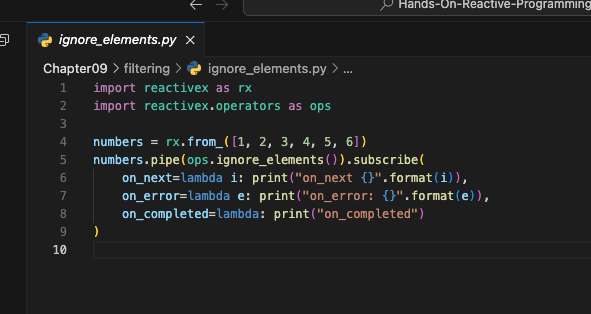 Hands-On-Reactive-Programming
ignore_elements.py
Chapter09 > filtering > ignore_elements.py > ...
1 import reactivex as rx
2 import reactivex.operators as ops
3
4 numbers = rx.from_([1, 2, 3, 4, 5, 6])
5 numbers.pipe(ops.ignore_elements()).subscribe(
6     on_next=lambda i: print("on_next {}".format(i)),
7     on_error=lambda e: print("on_error: {}".format(e)),
8     on_completed=lambda: print("on_completed")
9 )
10